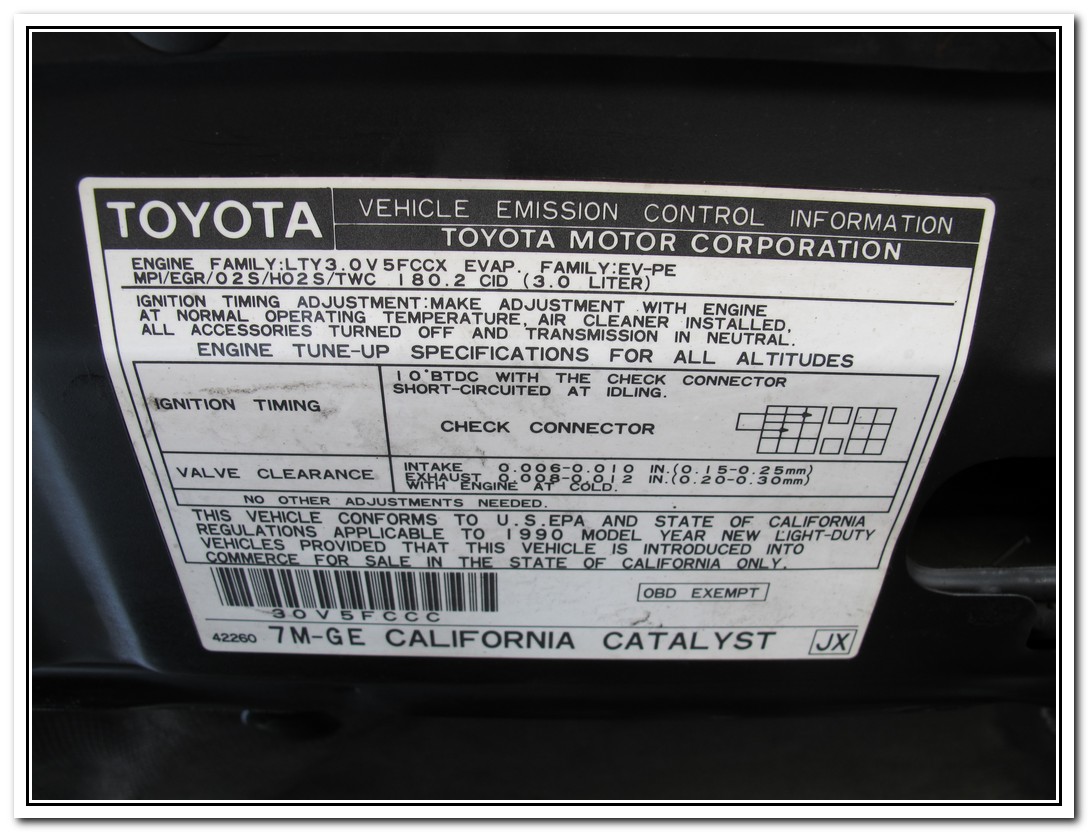 TOYOTA VEHICLE EMISSION CONTROL INFORMATION
TOYOTA MOTOR CORPORATION
ENGINE FAMILY:LTY3.0V5FCCX EVAP. FAMILY:EV-PE
MPI/EGR/O2S/HO2S/TWC 180.2 CID (3.0 LITER)
IGNITION TIMING ADJUSTMENT:MAKE ADJUSTMENT WITH ENGINE
AT NORMAL OPERATING TEMPERATURE, AIR CLEANER INSTALLED,
ALL ACCESSORIES TURNED OFF AND TRANSMISSION IN NEUTRAL.
ENGINE TUNE-UP SPECIFICATIONS FOR ALL ALTITUDES
IGNITION TIMING
10°BTDC WITH THE CHECK CONNECTOR
SHORT-CIRCUITED AT IDLING.
CHECK CONNECTOR
VALVE CLEARANCE
INTAKE 0.006-0.010 IN.(0.15-0.25mm)
EXHAUST 0.008-0.012 IN.(0.20-0.30mm)
WITH ENGINE AT COLD.
NO OTHER ADJUSTMENTS NEEDED.
THIS VEHICLE CONFORMS TO U.S.EPA AND STATE OF CALIFORNIA
REGULATIONS APPLICABLE TO 1990 MODEL YEAR NEW LIGHT-DUTY
VEHICLES PROVIDED THAT THIS VEHICLE IS INTRODUCED INTO
COMMERCE FOR SALE IN THE STATE OF CALIFORNIA ONLY.
OBD EXEMPT
30V5FCCC
42260 7M-GE CALIFORNIA CATALYST JX